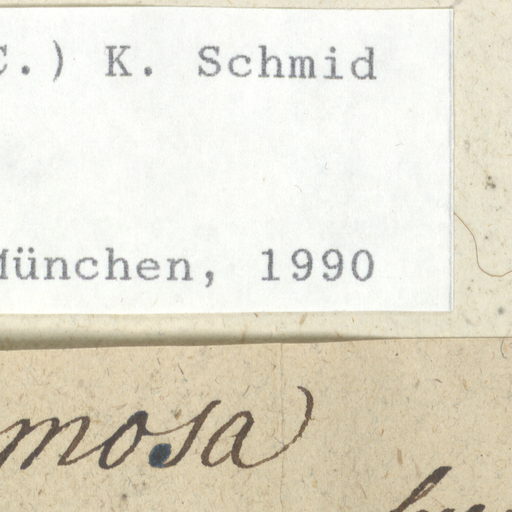 C.) K. Schmid
München, 1990
mosa)